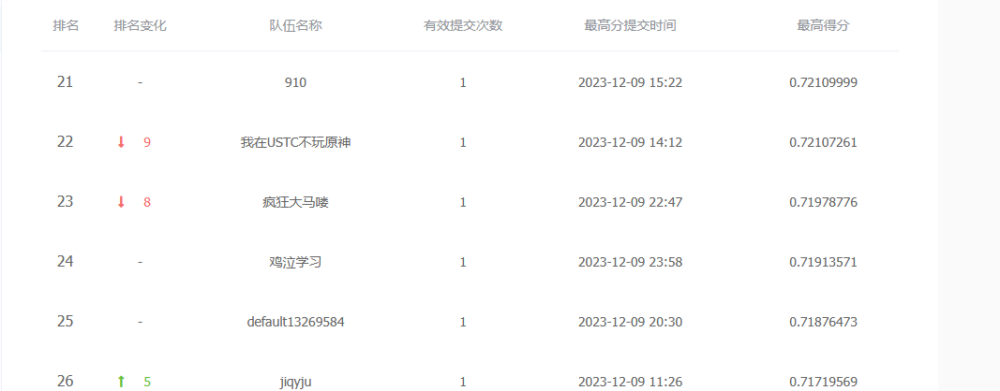 排名 排名变化 队伍名称 有效提交次数 最高分提交时间 最高得分
21 - 910 1 2023-12-09 15:22 0.72109999
22 9 我在USTC不玩原神 1 2023-12-09 14:12 0.72107261
23 8 疯狂大马喽 1 2023-12-09 22:47 0.71978776
24 - 鸡泣学习 1 2023-12-09 23:58 0.71913571
25 - default13269584 1 2023-12-09 20:30 0.71876473
26 5 jiqyju 1 2023-12-09 11:26 0.71719569